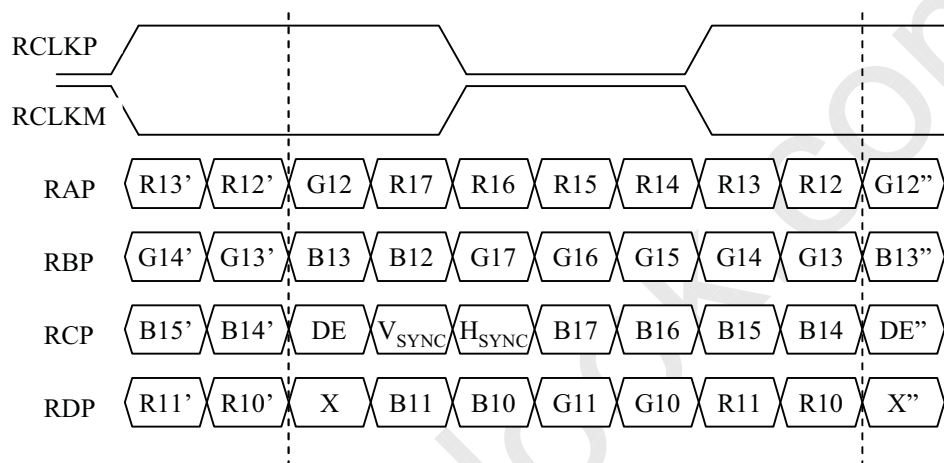 RCLKP
RCLKM
RAP R13’ R12’ G12 R17 R16 R15 R14 R13 R12 G12”
RBP G14’ G13’ B13 B12 G17 G16 G15 G14 G13 B13”
RCP B15’ B14’ DE VSYNC HSYNC B17 B16 B15 B14 DE”
RDP R11’ R10’ X B11 B10 G11 G10 R11 R10 X”